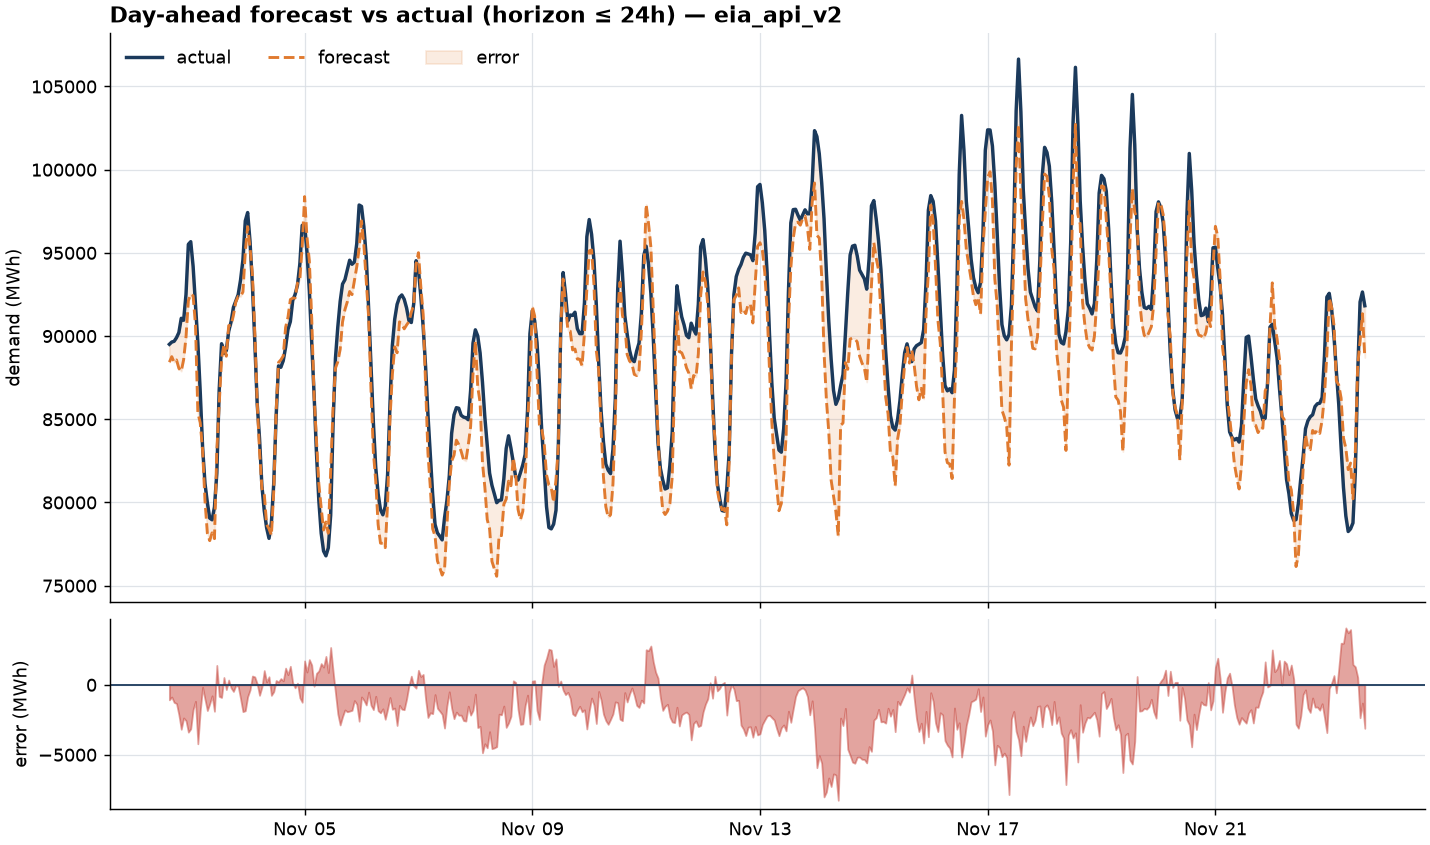 Day-ahead forecast vs actual (horizon ≤ 24h) — eia_api_v2
actual
forecast
error
demand (MWh)
105000
100000
95000
90000
85000
80000
75000
error (MWh)
0
−5000
Nov 05
Nov 09
Nov 13
Nov 17
Nov 21